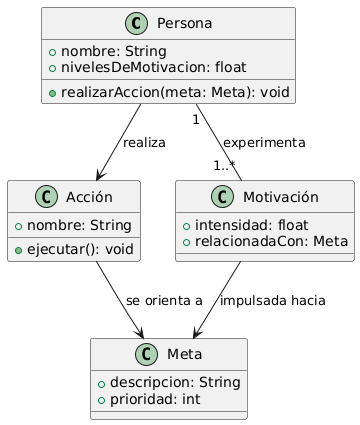 C Persona
nombre: String
nivelesDeMotivacion: float
realizarAccion(meta: Meta): void
1
realiza
experimenta
1..*
C Acción
nombre: String
ejecutar(): void
C Motivación
intensidad: float
relacionadaCon: Meta
se orienta a
impulsada hacia
C Meta
descripcion: String
prioridad: int